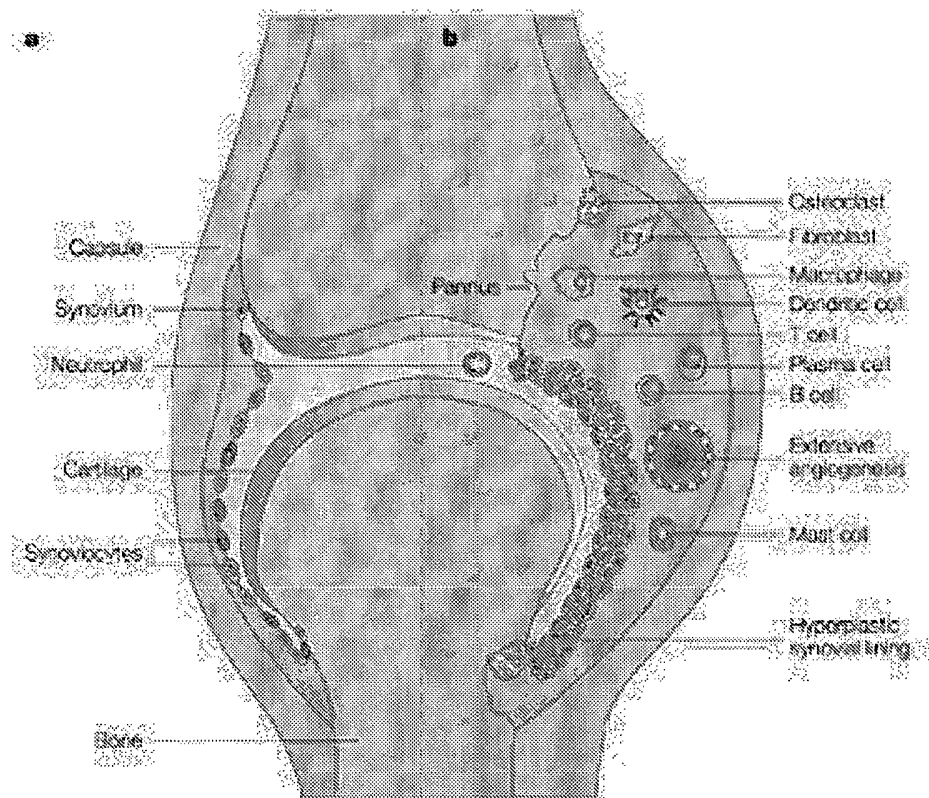 a
b
Capsule
Synovium
Neutrophil
Cartilage
Synoviocytes
Bone
Pannus
Osteoclast
Fibroblast
Macrophage
Dendritic cell
T cell
Plasma cell
B cell
Extensive
angiogenesis
Mast cell
Hyperplastic
synovial lining